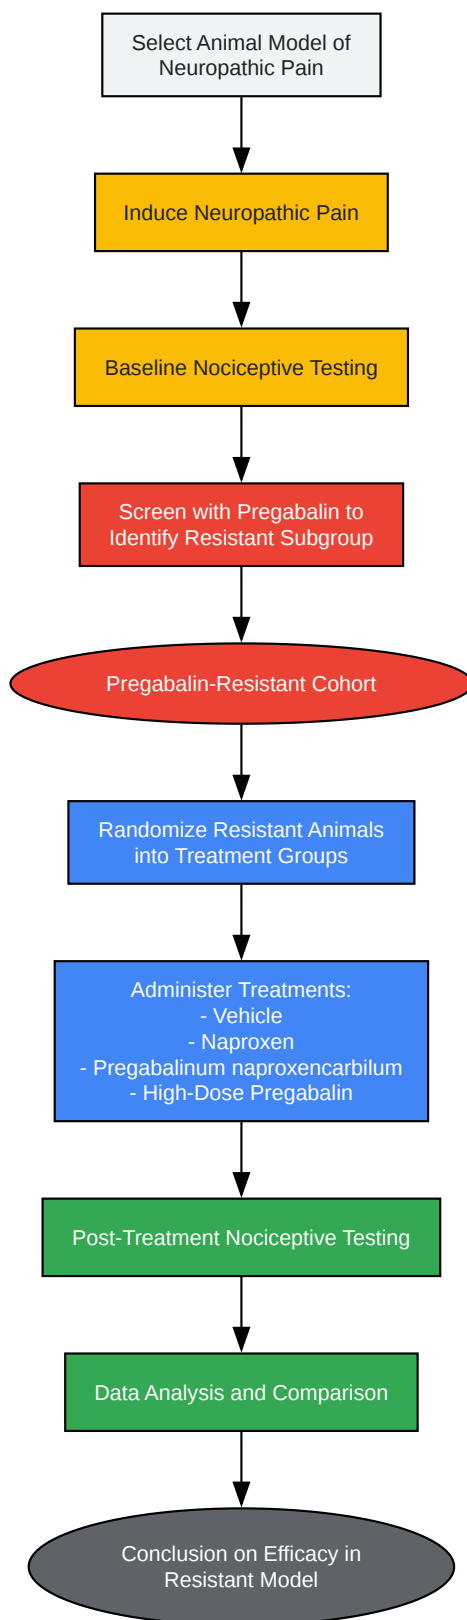 Select Animal Model of
Neuropathic Pain
Induce Neuropathic Pain
Baseline Nociceptive Testing
Screen with Pregabalin to
Identify Resistant Subgroup
Pregabalin-Resistant Cohort
Randomize Resistant Animals
into Treatment Groups
Administer Treatments:
- Vehicle
- Naproxen
- Pregabalinum naproxencarbilum
- High-Dose Pregabalin
Post-Treatment Nociceptive Testing
Data Analysis and Comparison
Conclusion on Efficacy in
Resistant Model